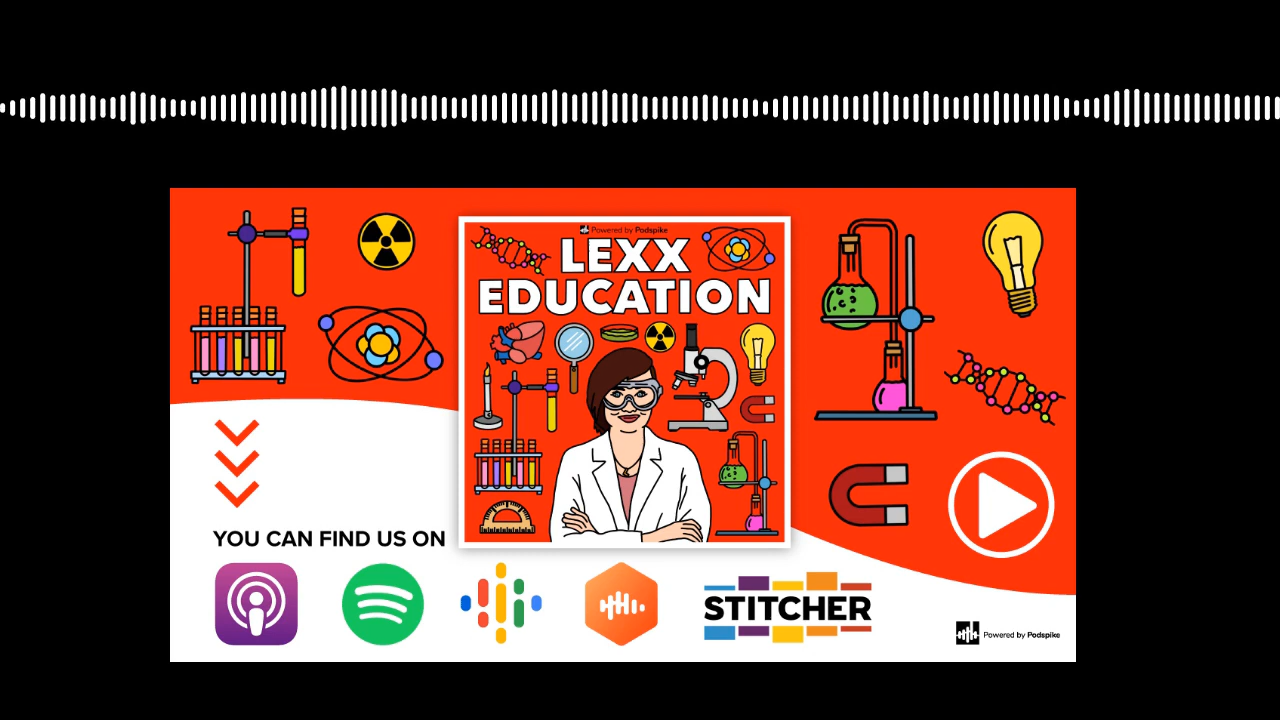 Powered by Podspike
LEXX
EDUCATION
YOU CAN FIND US ON
STITCHER
Powered by Podspike